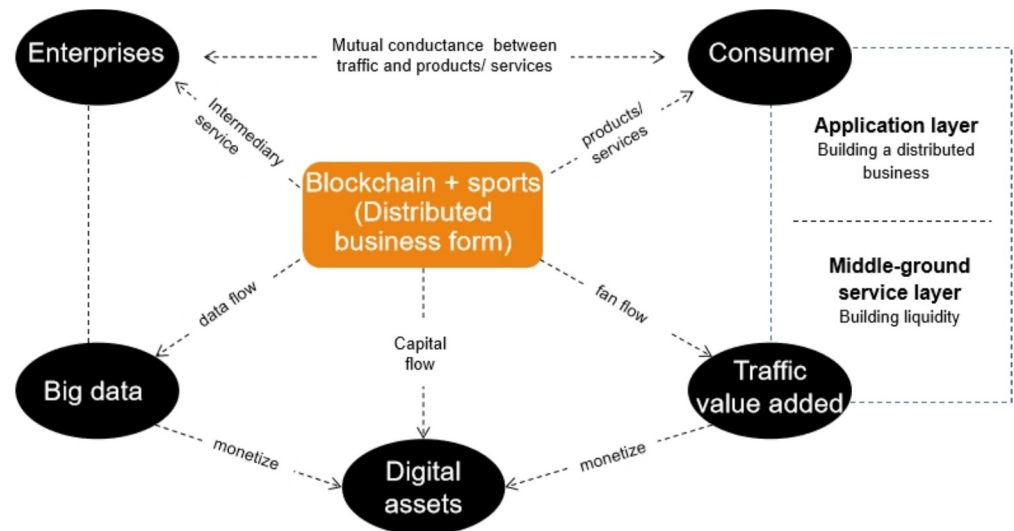 Enterprises
Mutual conductance between
traffic and products/ services
Consumer
Intermediary
service
products/
services
Application layer
Building a distributed
business
Blockchain + sports
(Distributed
business form)
Middle-ground
service layer
Building liquidity
data flow
Capital
flow
fan flow
Big data
Traffic
value added
monetize
monetize
Digital
assets